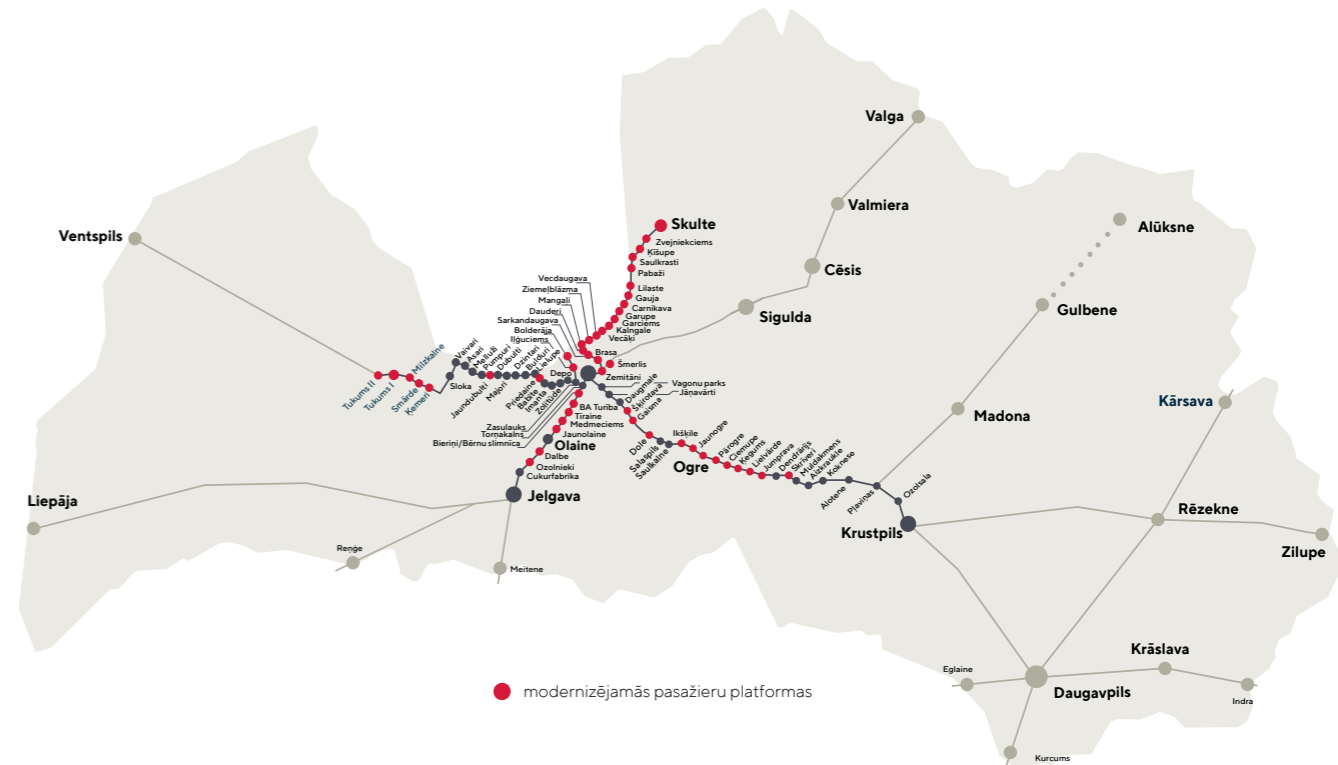 Valga
Valmiera
Alūksne
Skulte
Ventspils
Zvejniekciems
Ķišupe
Saulkrasti
Cēsis
Pabaži
Vecdaugava
Ziemeļblāzma
Lilaste
Mangaļi
Gauja
Gulbene
Dauderi
Carnikava
Sigulda
Sarkandaugava
Garupe
Garciems
Bolderāja
Kalngale
Iļģuciems
Vecāķi
Brasa
Šmerlis
Zemitāni
Depo
Lielupe
Bulduri
Dzintari
Dubulti
Pumpuri
Melluži
Asari
Vaivari
Milzkalne
Tukums II
Tukums I
Smārde
Ķemeri
Sloka
Jaundubulti
Majori
Priedaine
Babīte
Imanta
Zolitūde
Vagonu parks
Jāņavārti
Daugmale
Šķirotava
Gaisma
Kārsava
Madona
BA Turība
Tīraine
Medmeciems
Jaunolaine
Zasulauks
Torņakalns
Bieriņi/Bērnu slimnīca
Olaine
Dalbe
Ozolnieki
Cukurfabrika
Jelgava
Dole
Salaspils
Saulkalne
Ikšķile
Jaunogre
Ogre
Pārogre
Ciemupe
Ķegums
Lielvārde
Jumprava
Dendrārijs
Skrīveri
Muldakmens
Aizkraukle
Koknese
Alotene
Pļaviņas
Ozolsala
Krustpils
Liepāja
Rēzekne
Zilupe
Reņģe
Meitene
Krāslava
Eglaine
Daugavpils
Indra
Kurcums
modernizējamās pasažieru platformas